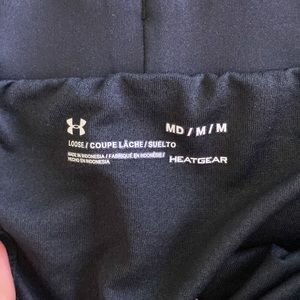 MD / M / M
LOOSE / COUPE LÂCHE / SUELTO
MADE IN INDONESIA / FABRIQUÉ EN INDONÉSIE /
HECHO EN INDONESIA
HEATGEAR